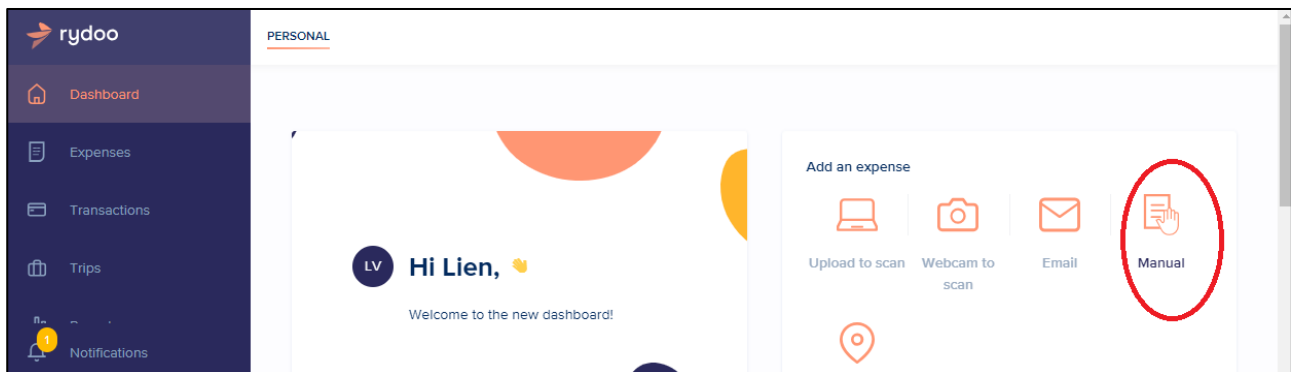 rydoo
PERSONAL
Dashboard
Expenses
Transactions
Trips
1
Notifications
LV
Hi Lien,
Welcome to the new dashboard!
Add an expense
Upload to scan
Webcam to
scan
Email
Manual